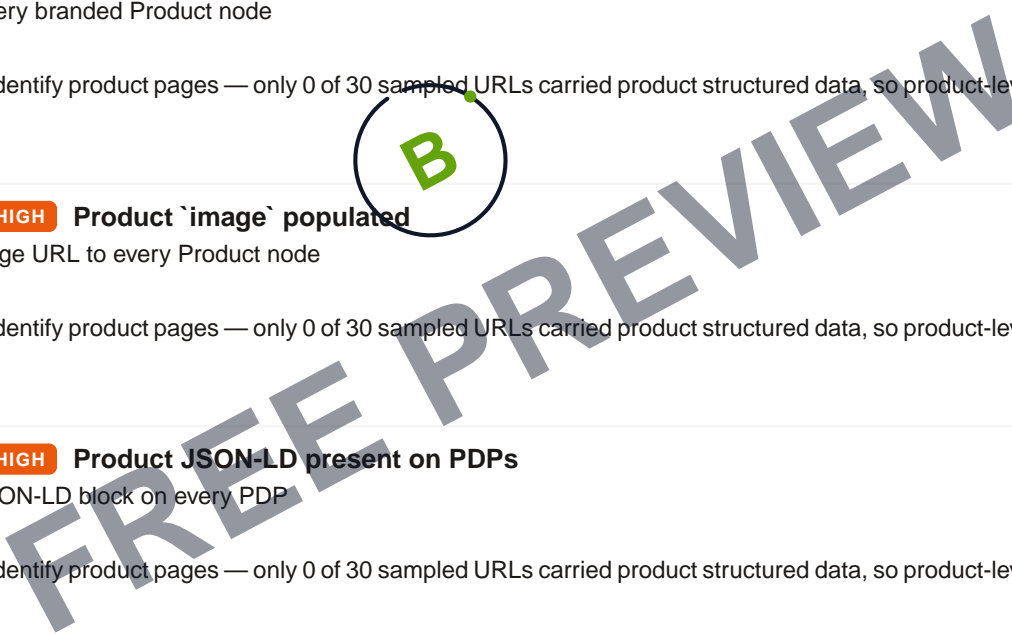 ery branded Product node
dentify product pages — only 0 of 30 sampled URLs carried product structured data, so product-lev
B
HIGH Product `image` populated
ge URL to every Product node
dentify product pages — only 0 of 30 sampled URLs carried product structured data, so product-lev
HIGH Product JSON-LD present on PDPs
ON-LD block on every PDP
dentify product pages — only 0 of 30 sampled URLs carried product structured data, so product-lev
FREE PREVIEW